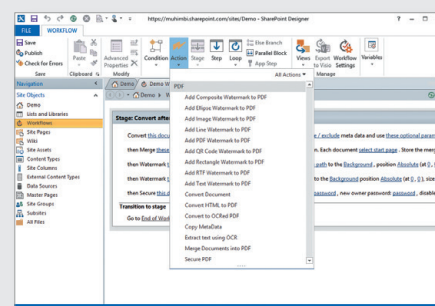 https://muhimbi.sharepoint.com/sites/Demo - SharePoint Designer
FILE WORKFLOW
Save
Publish
Check for Errors
Paste
Advanced Properties
Condition Action Stage Step Loop
Else Branch
Parallel Block
App Step
Views Export to Visio Workflow Settings Variables
Save Clipboard Modify Manage
All Actions
Navigation
Site Objects
Demo
Lists and Libraries
Workflows
Site Pages
Wiki
Site Assets
Content Types
Site Columns
External Content Types
Data Sources
Master Pages
Site Groups
Subsites
All Files
Demo Demo W
Demo
Stage: Convert after
Convert this docu
then Merge these
then Watermark t
then Watermark t
then Secure this d
Transition to stage
Go to End of Work
PDF
Add Composite Watermark to PDF
Add Ellipse Watermark to PDF
Add Image Watermark to PDF
Add Line Watermark to PDF
Add PDF Watermark to PDF
Add QR Code Watermark to PDF
Add Rectangle Watermark to PDF
Add RTF Watermark to PDF
Add Text Watermark to PDF
Convert Document
Convert HTML to PDF
Convert to OCRed PDF
Copy MetaData
Extract text using OCR
Merge Documents into PDF
Secure PDF
e / exclude meta data and use these optional param
n. Each document select start page . Store the merg
path to the Background , position Absolute (at 0 ,
the Background position Absolute (at 0 , ), size
password , new owner password: password , disable